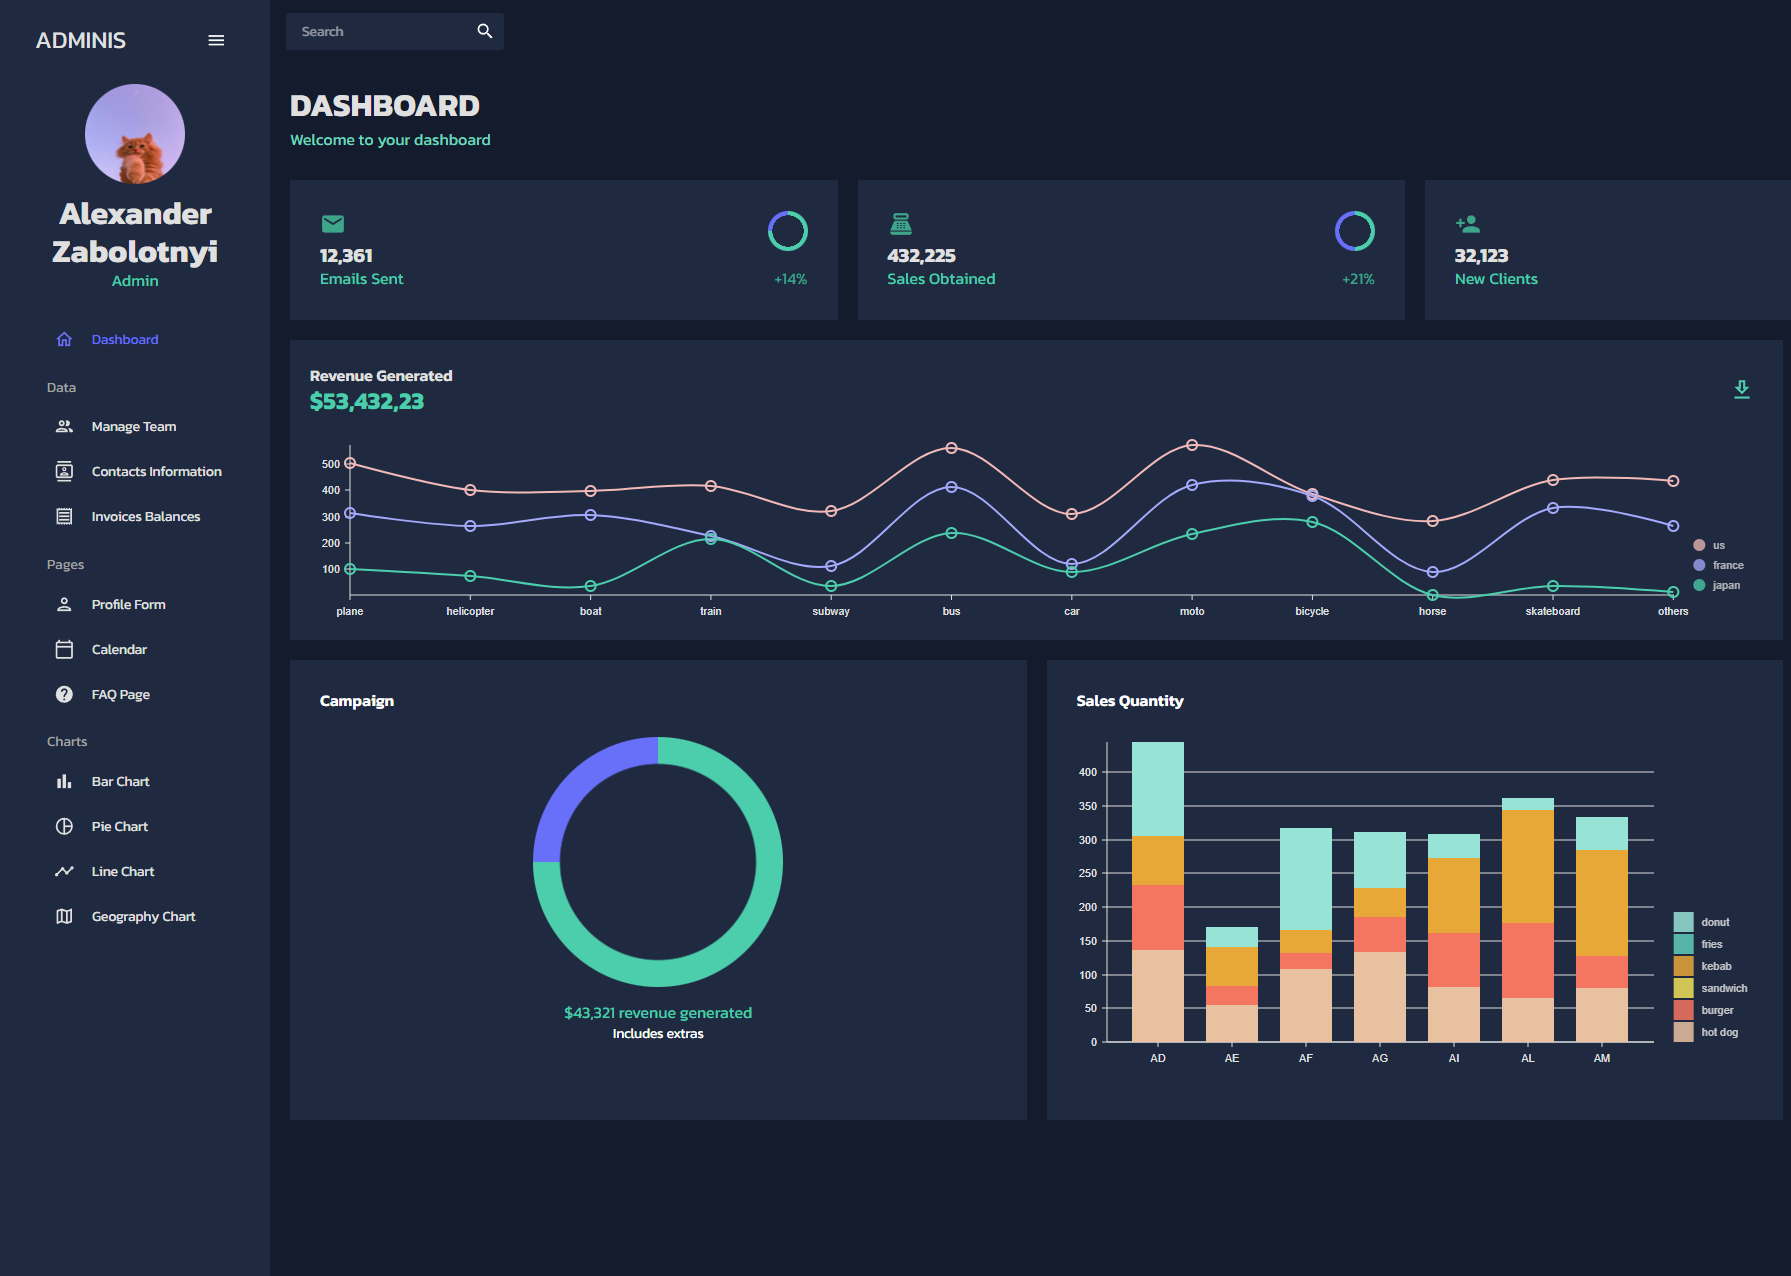 ADMINIS
Alexander
Zabolotnyi
Admin
Dashboard
Data
Manage Team
Contacts Information
Invoices Balances
Pages
Profile Form
Calendar
FAQ Page
Charts
Bar Chart
Pie Chart
Line Chart
Geography Chart
Search
DASHBOARD
Welcome to your dashboard
12,361
Emails Sent
+14%
432,225
Sales Obtained
+21%
32,123
New Clients
Revenue Generated
$53,432,23
500
400
300
200
100
plane helicopter boat train subway bus car moto bicycle horse skateboard others
us
france
japan
Campaign
$43,321 revenue generated
Includes extras
Sales Quantity
400
350
300
250
200
150
100
50
0
AD AE AF AG AI AL AM
donut
fries
kebab
sandwich
burger
hot dog